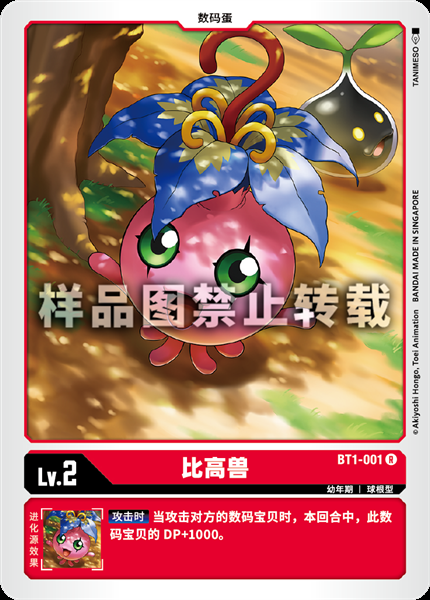 数码蛋
TANIMESO
BANDAI MADE IN SINGAPORE
© Akiyoshi Hongo, Toei Animation
样品图禁止转载
BT1-001 R
Lv.2
比高兽
幼年期 | 球根型
进化源效果
攻击时 当攻击对方的数码宝贝时，本回合中，此数
码宝贝的 DP+1000。